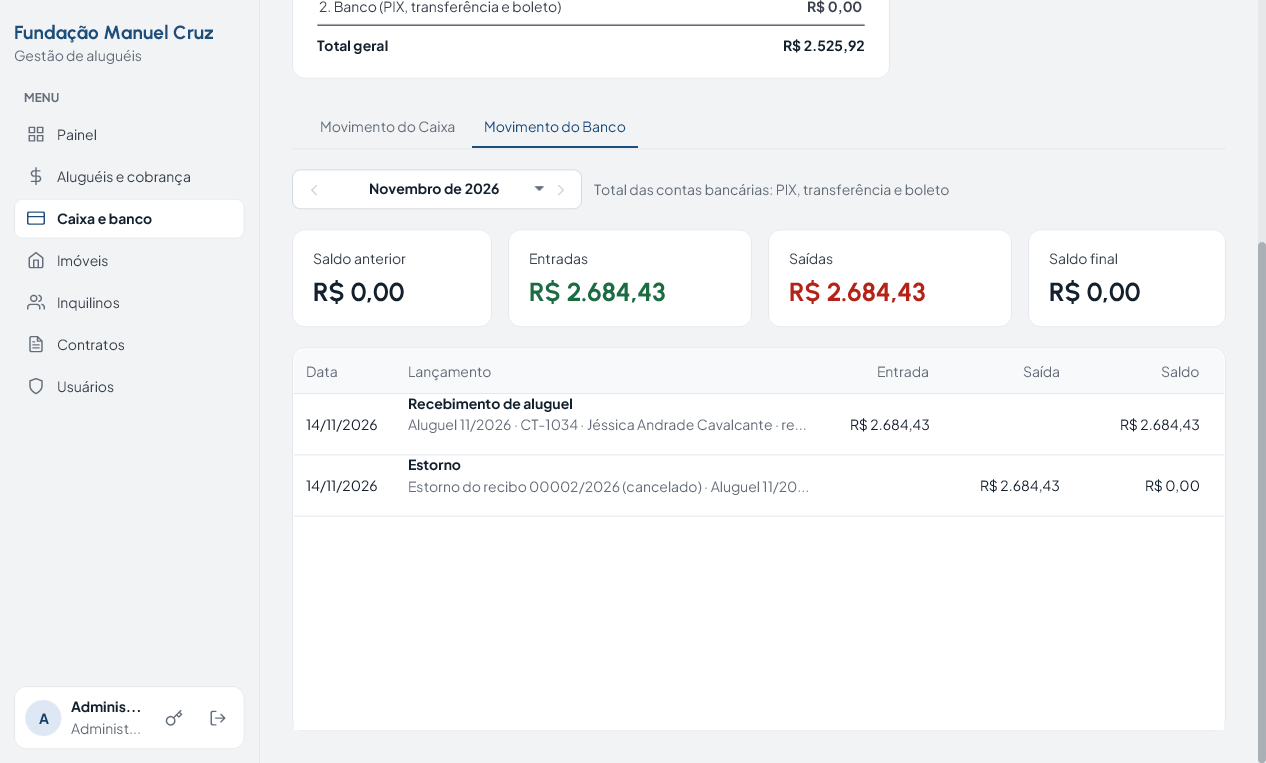 Fundação Manuel Cruz
Gestão de aluguéis
MENU
Painel
Aluguéis e cobrança
Caixa e banco
Imóveis
Inquilinos
Contratos
Usuários
A
Adminis...
Administ...
2. Banco (PIX, transferência e boleto) R$ 0,00
Total geral R$ 2.525,92
Movimento do Caixa Movimento do Banco
Novembro de 2026 Total das contas bancárias: PIX, transferência e boleto
Saldo anterior Entradas Saídas Saldo final
R$ 0,00 R$ 2.684,43 R$ 2.684,43 R$ 0,00
Data Lançamento Entrada Saída Saldo
Recebimento de aluguel
14/11/2026 Aluguel 11/2026 · CT-1034 · Jéssica Andrade Cavalcante · re... R$ 2.684,43 R$ 2.684,43
Estorno
14/11/2026 Estorno do recibo 00002/2026 (cancelado) · Aluguel 11/20... R$ 2.684,43 R$ 0,00